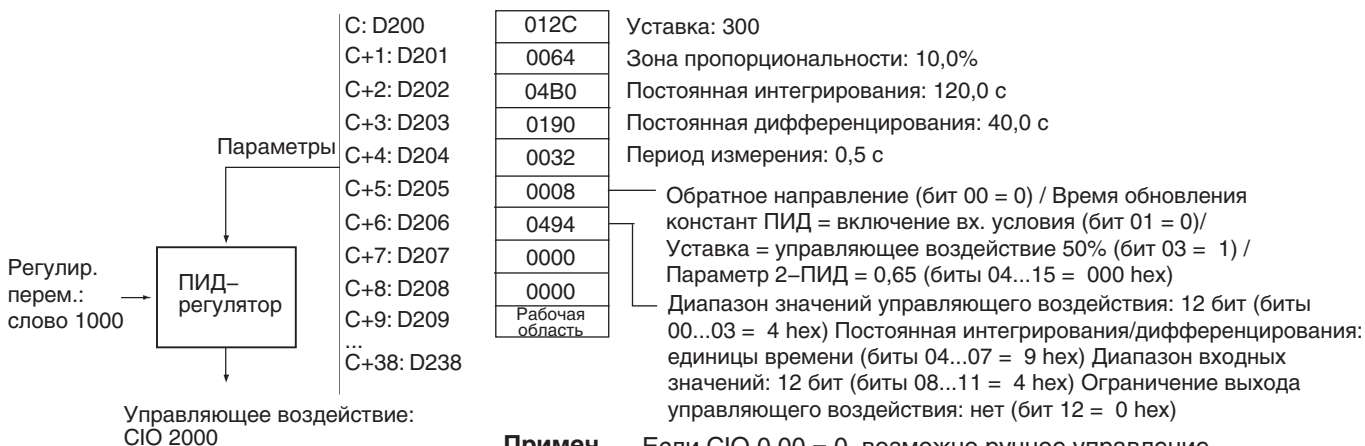 C: D200 012C Уставка: 300
C+1: D201 0064 Зона пропорциональности: 10,0%
C+2: D202 04B0 Постоянная интегрирования: 120,0 с
C+3: D203 0190 Постоянная дифференцирования: 40,0 с
Параметры
C+4: D204 0032 Период измерения: 0,5 с
C+5: D205 0008
C+6: D206 0494
C+7: D207 0000
C+8: D208 0000
C+9: D209 Рабочая
область
...
C+38: D238
Обратное направление (бит 00 = 0) / Время обновления
констант ПИД = включение вх. условия (бит 01 = 0)/
Уставка = управляющее воздействие 50% (бит 03 = 1) /
Параметр 2–ПИД = 0,65 (биты 04...15 = 000 hex)
Диапазон значений управляющего воздействия: 12 бит (биты
00...03 = 4 hex) Постоянная интегрирования/дифференцирования:
единицы времени (биты 04...07 = 9 hex) Диапазон входных
значений: 12 бит (биты 08...11 = 4 hex) Ограничение выхода
управляющего воздействия: нет (бит 12 = 0 hex)
Регулир.
перем.:
слово 1000
ПИД–
регулятор
Управляющее воздействие:
CIO 2000